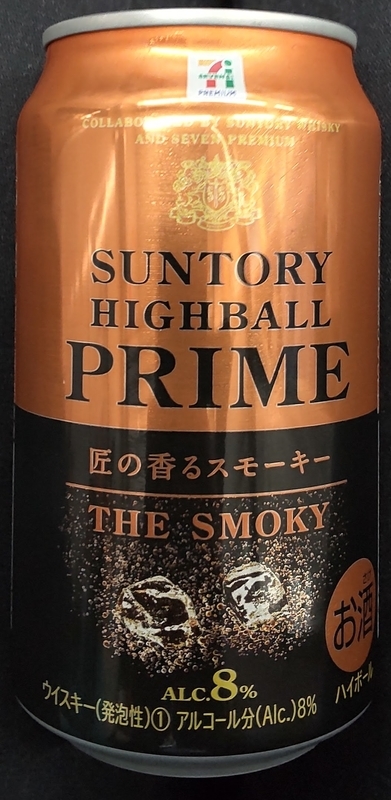 SEVEN
PREMIUM
COLLABORATED BY SUNTORY WHISKY
AND SEVEN PREMIUM
SUNTORY
HIGHBALL
PRIME
匠の香るスモーキー
THE SMOKY
お酒
ALC.8%
ハイボール
ウイスキー(発泡性)① アルコール分(Alc.)8%